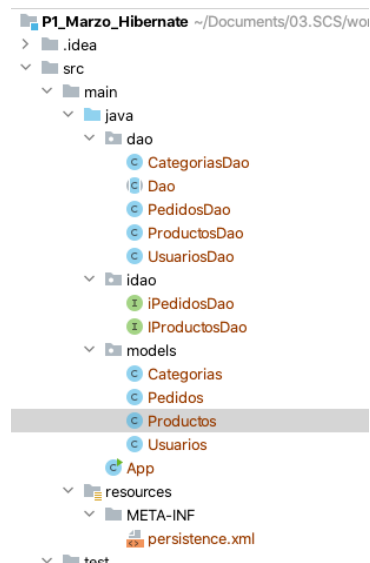 P1_Marzo_Hibernate ~/Documents/03.SCS/wor
.idea
src
main
java
dao
CategoriasDao
Dao
PedidosDao
ProductosDao
UsuariosDao
idao
iPedidosDao
IProductosDao
models
Categorias
Pedidos
Productos
Usuarios
App
resources
META-INF
persistence.xml
test